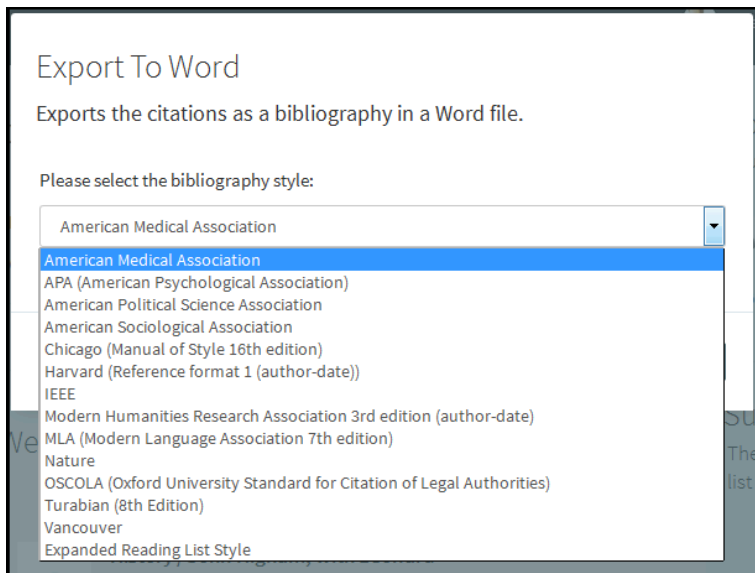 Export To Word
Exports the citations as a bibliography in a Word file.
Please select the bibliography style:
American Medical Association
American Medical Association
APA (American Psychological Association)
American Political Science Association
American Sociological Association
Chicago (Manual of Style 16th edition)
Harvard (Reference format 1 (author-date))
IEEE
Modern Humanities Research Association 3rd edition (author-date)
MLA (Modern Language Association 7th edition)
Nature
The
OSCOLA (Oxford University Standard for Citation of Legal Authorities)
list
Turabian (8th Edition)
Vancouver
Expanded Reading List Style